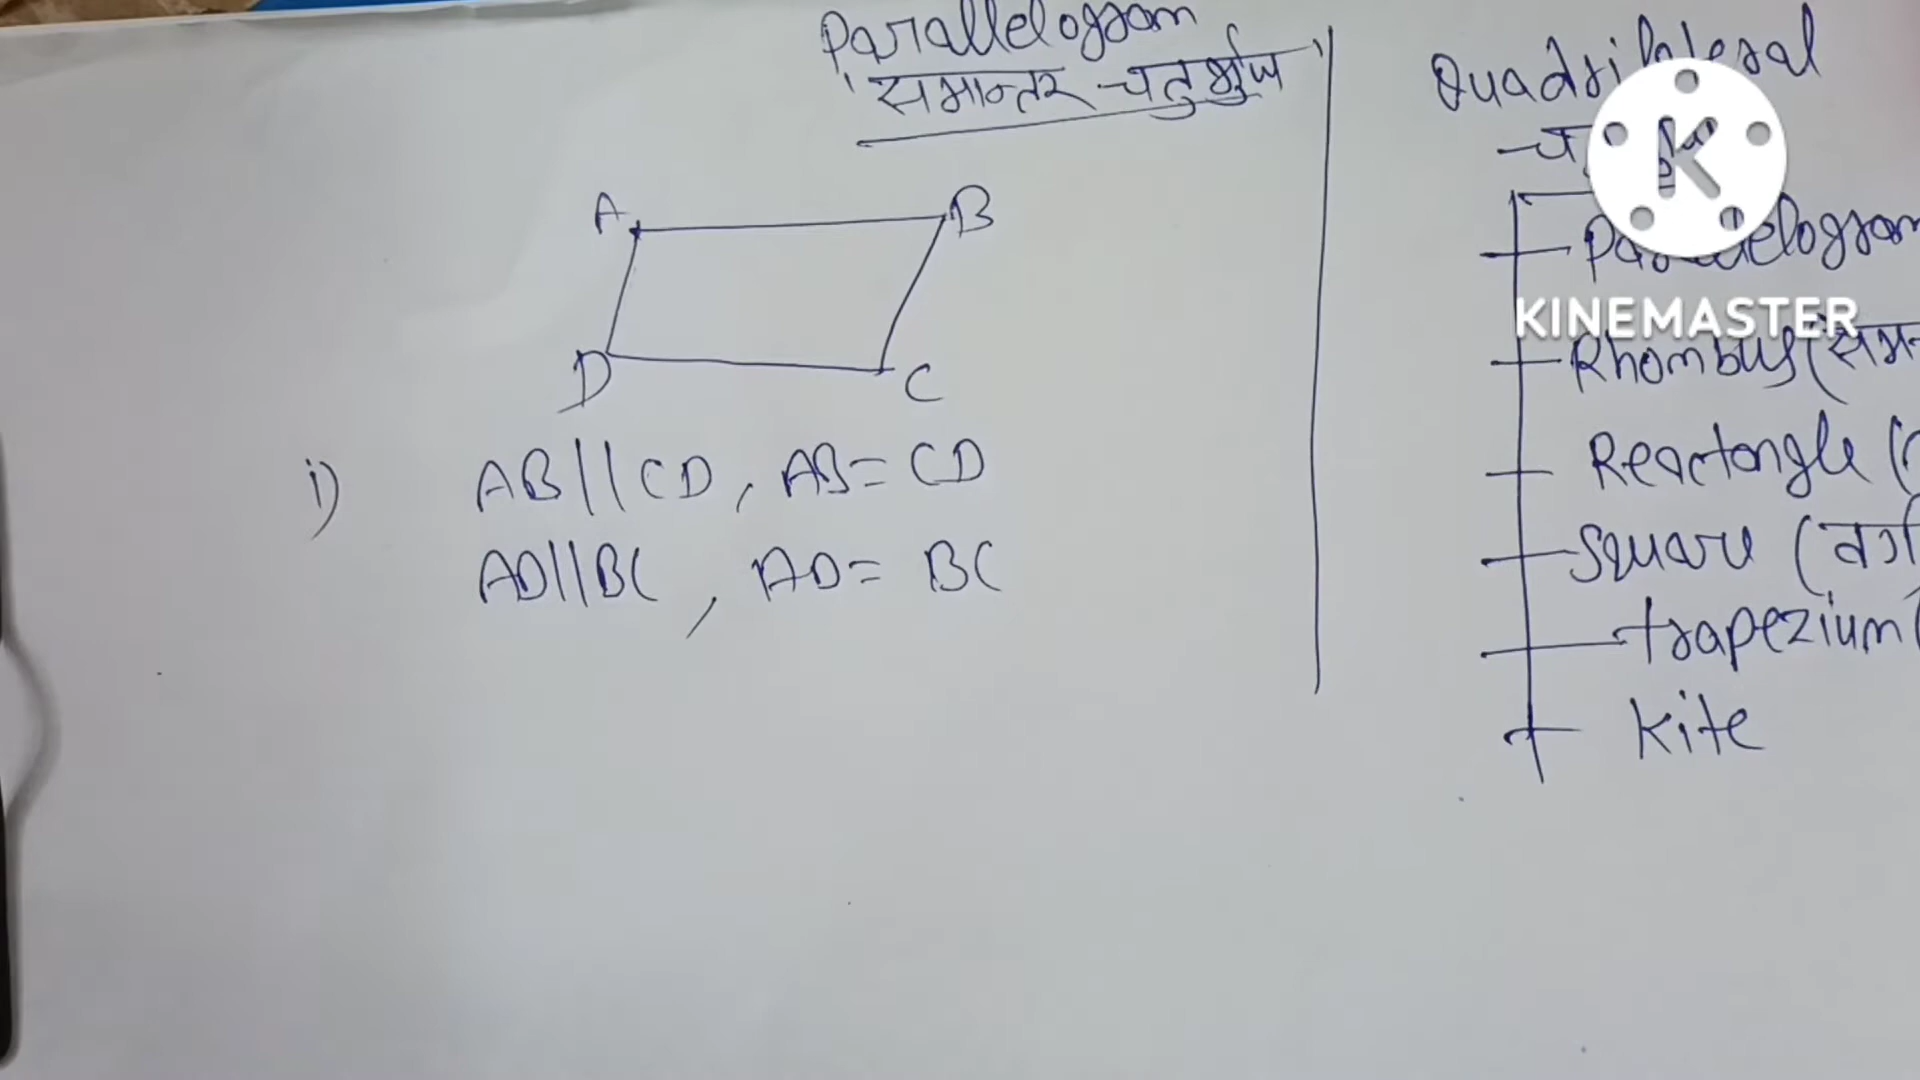 Parallelogram
'समान्तर चतुर्भुज'
A B
D C
i) AB||CD, AB = CD
AD||BC, AD = BC
Quadrilateral
Parallelogram
KINEMASTER
Rhombus (
Reactongle (
Square (
trapezium (
Kite